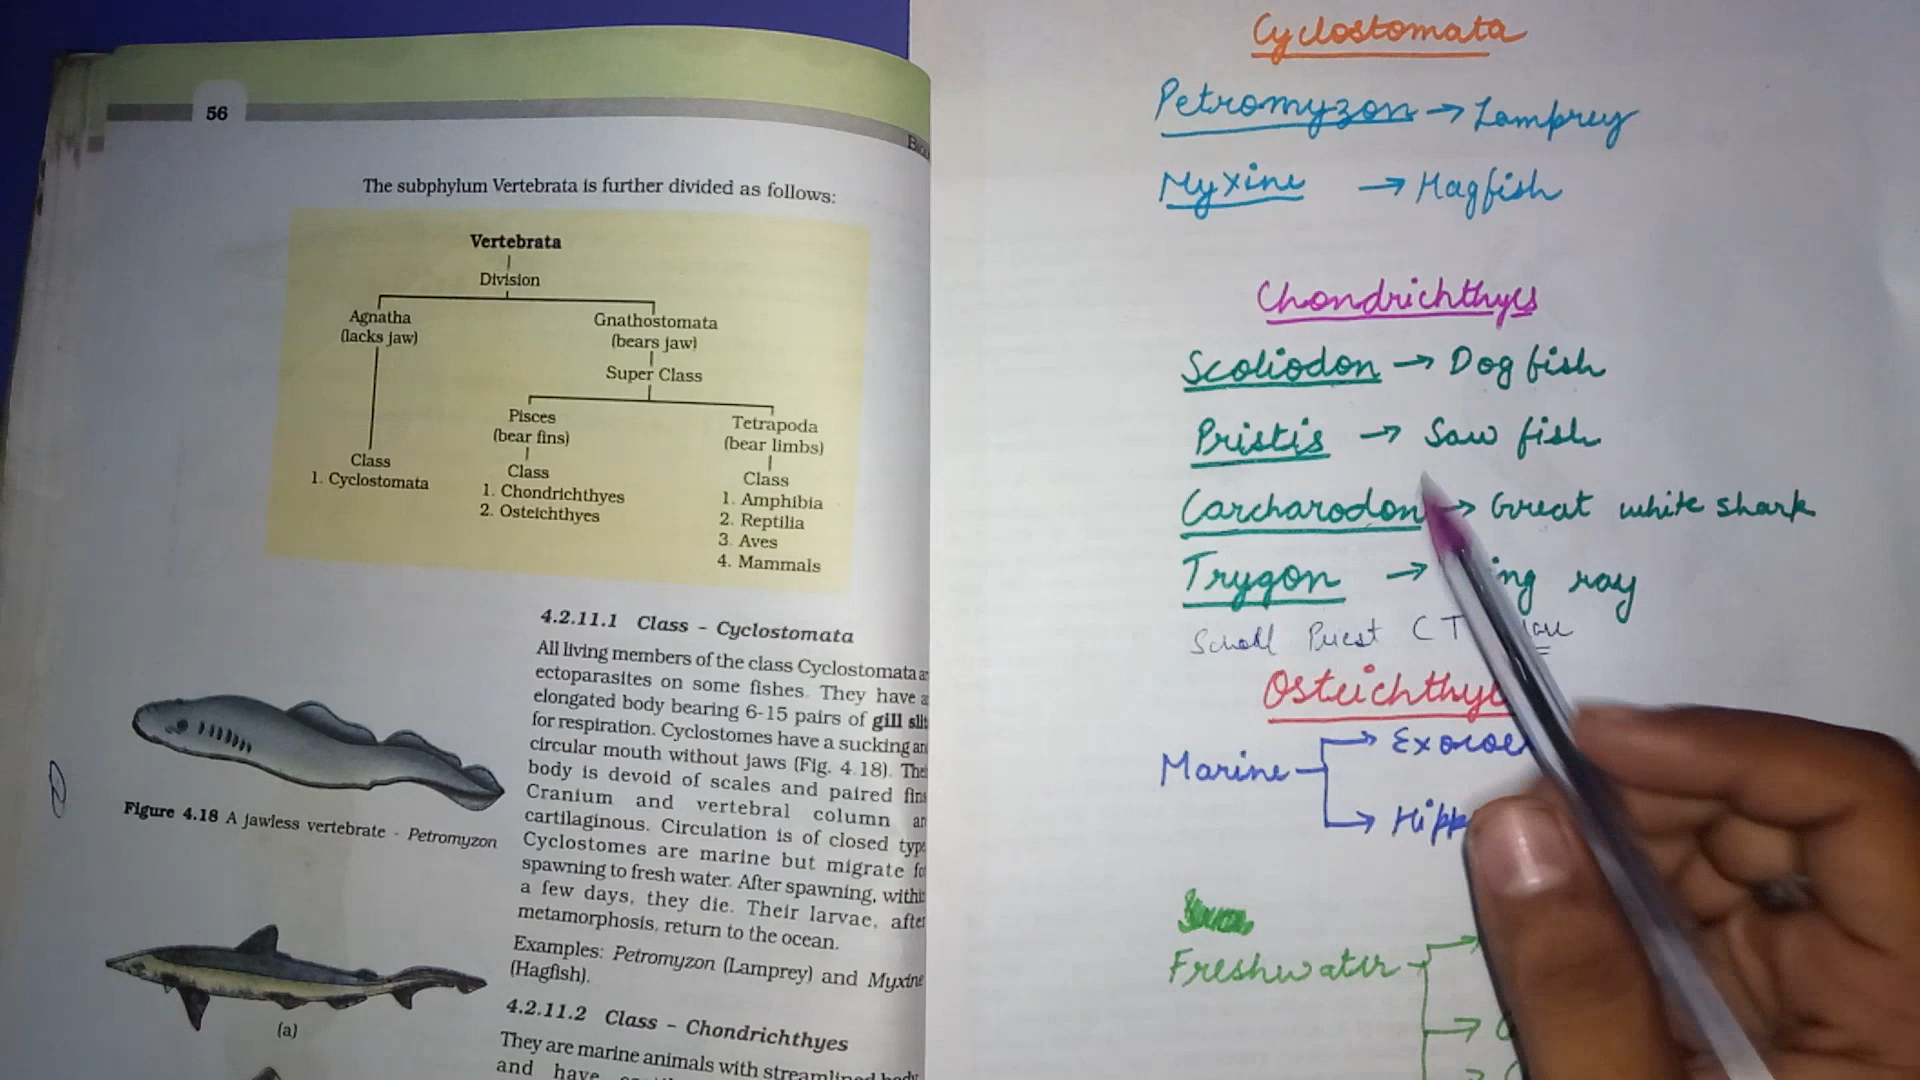 56
The subphylum Vertebrata is further divided as follows:
Vertebrata
Division
Agnatha
(lacks jaw)
Gnathostomata
(bears jaw)
Super Class
Pisces
(bear fins)
Tetrapoda
(bear limbs)
Class
1. Cyclostomata
Class
1. Chondrichthyes
2. Osteichthyes
Class
1. Amphibia
2. Reptilia
3. Aves
4. Mammals
4.2.11.1 Class – Cyclostomata
All living members of the class Cyclostomata
ectoparasites on some fishes. They have
elongated body bearing 6-15 pairs of gill
for respiration. Cyclostomes have a sucking
circular mouth without jaws (Fig. 4.18).
body is devoid of scales and paired
Cranium and vertebral column
cartilaginous. Circulation is of closed
Cyclostomes are marine but migrate
spawning to fresh water. After spawning,
a few days, they die. Their larvae, after
metamorphosis, return to the ocean.
Examples: Petromyzon (Lamprey) and Myxine
(Hagfish).
Figure 4.18 A jawless vertebrate - Petromyzon
(a)
4.2.11.2 Class – Chondrichthyes
They are marine animals with streamlined body
and have
Cyclostomata
Petromyzon → Lamprey
Myxine → Hagfish
Chondrichthyes
Scoliodon → Dog fish
Pristis → Saw fish
Carcharodon → Great white shark
Trygon → ing ray
Priest C T
Osteichthy
Marine → Exocoe
→ Hipp
Freshwater